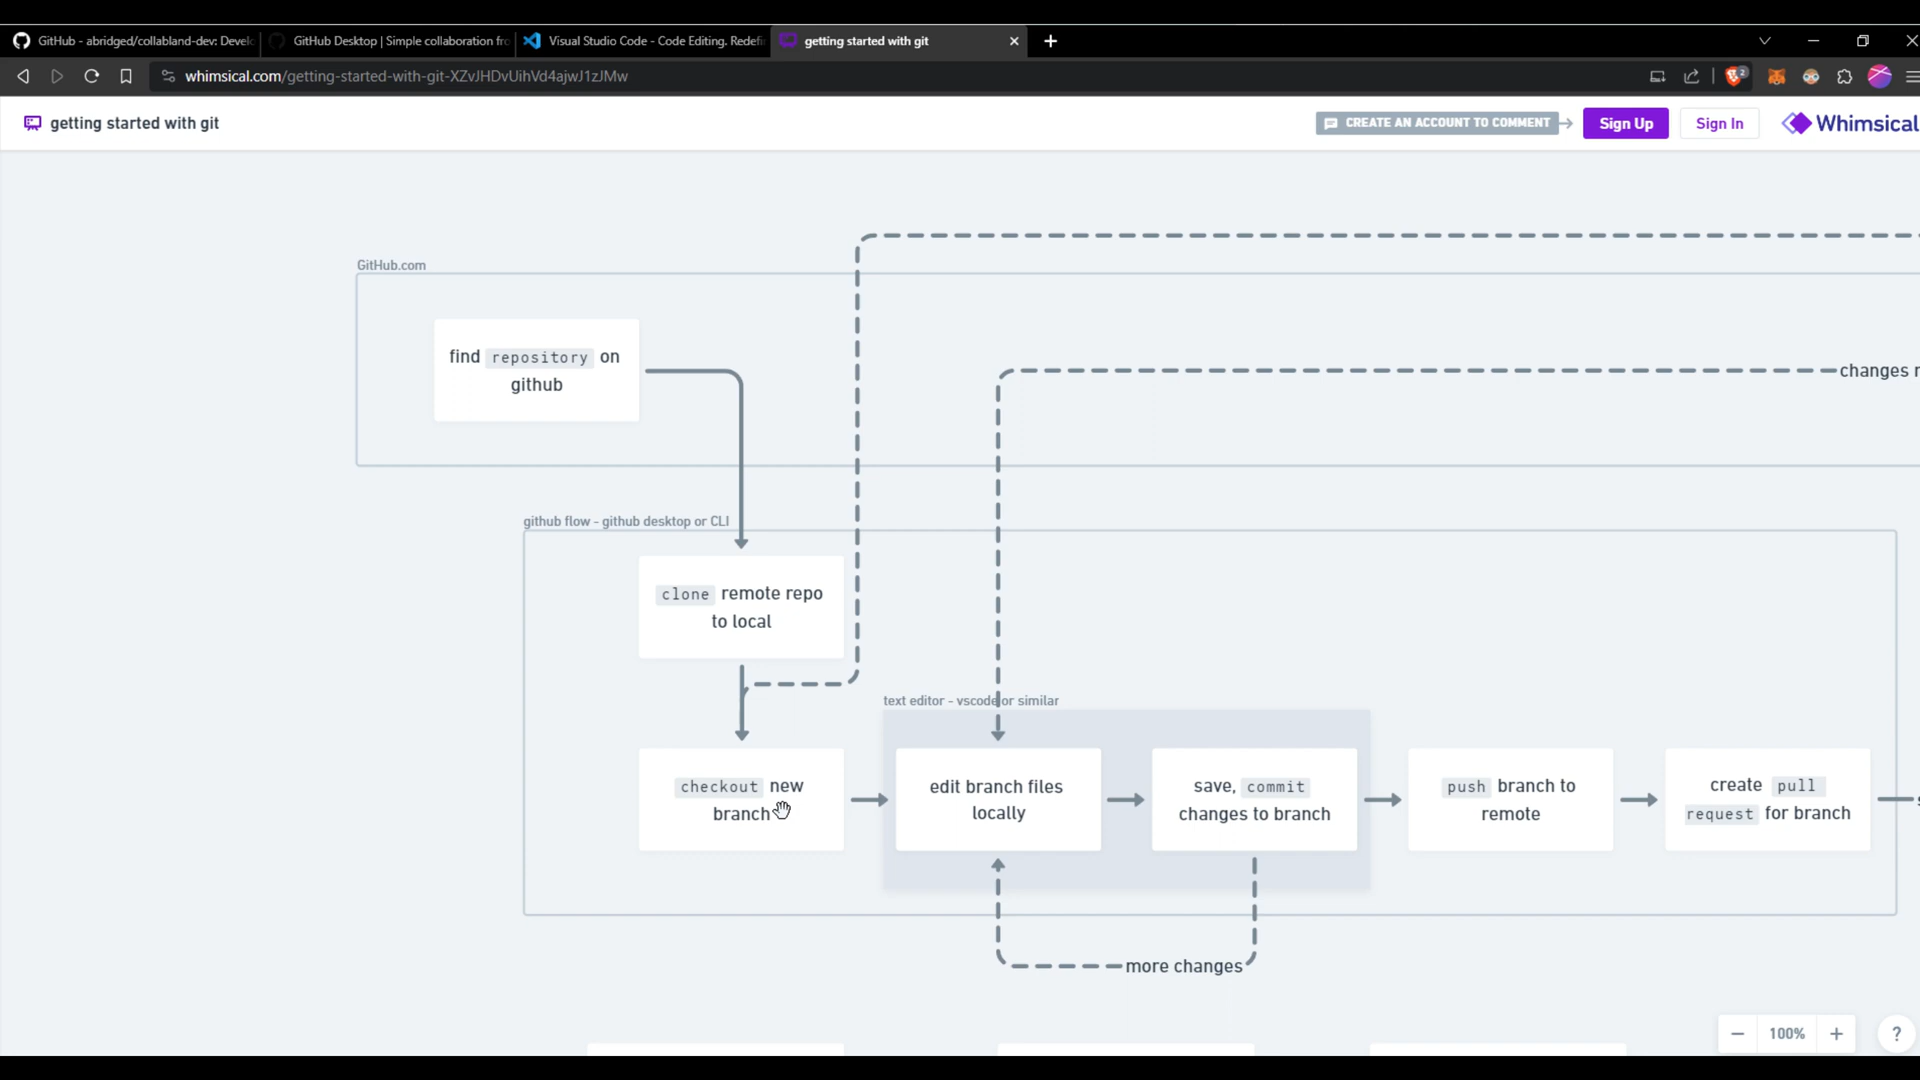 GitHub - abridged/collabland-dev: Devel
GitHub Desktop | Simple collaboration fro
Visual Studio Code - Code Editing. Redefi
getting started with git
whimsical.com/getting-started-with-git-XZvJHDvUihVd4ajwJ1zJMw
2
getting started with git
CREATE AN ACCOUNT TO COMMENT
Sign Up
Sign In
Whimsical
GitHub.com
find repository on
github
changes r
github flow - github desktop or CLI
clone remote repo
to local
text editor - vscode or similar
checkout new
branch
edit branch files
locally
save, commit
changes to branch
push branch to
remote
create pull
request for branch
more changes
100%
?